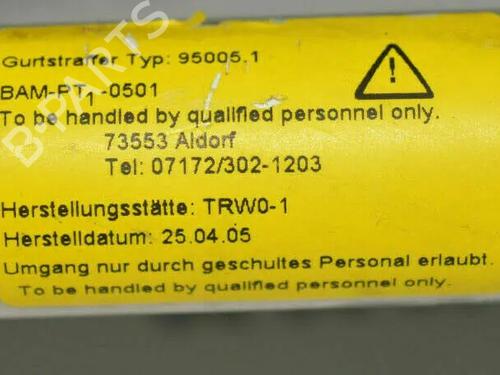 Gurtstraffer Typ: 95005.1
BAM-PT1-0501
To be handled by qualified personnel only.
73553 Aldorf
Tel: 07172/302-1203
Herstellungsstätte: TRW0-1
Herstelldatum: 25.04.05
Umgang nur durch geschultes Personal erlaubt.
To be handled by qualified personnel only.
B-PARTS